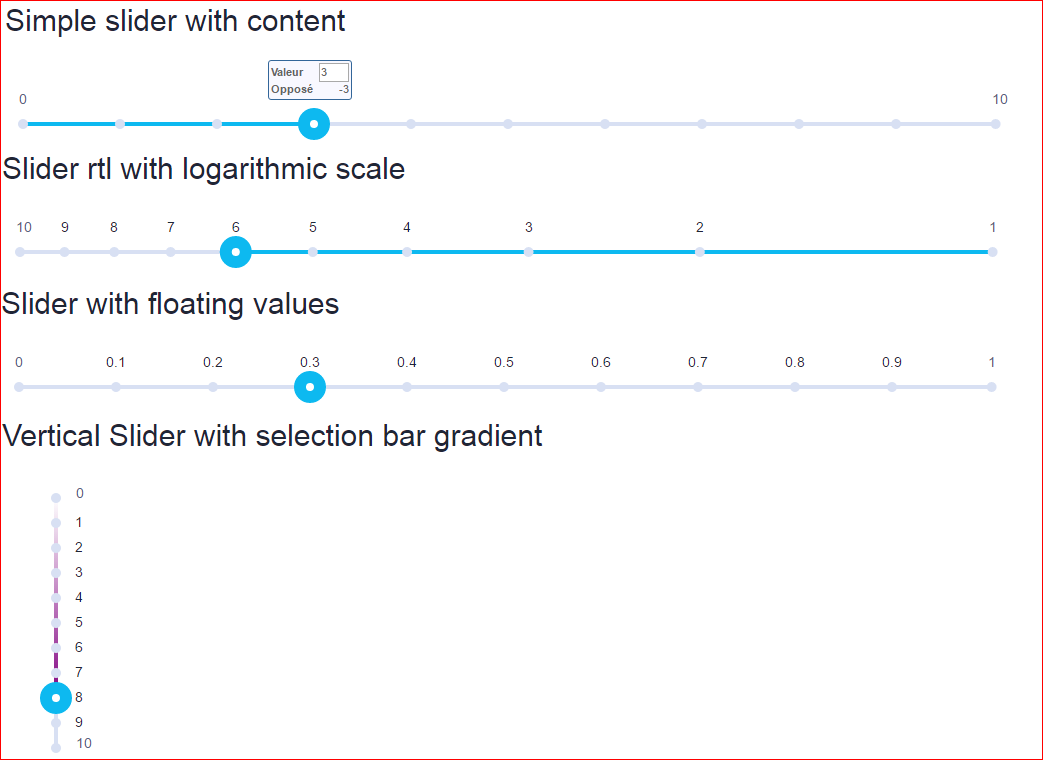 Simple slider with content
Valeur 3
Opposé -3
0 10
Slider rtl with logarithmic scale
10 9 8 7 6 5 4 3 2 1
Slider with floating values
0 0.1 0.2 0.3 0.4 0.5 0.6 0.7 0.8 0.9 1
Vertical Slider with selection bar gradient
0
1
2
3
4
5
6
7
8
9
10